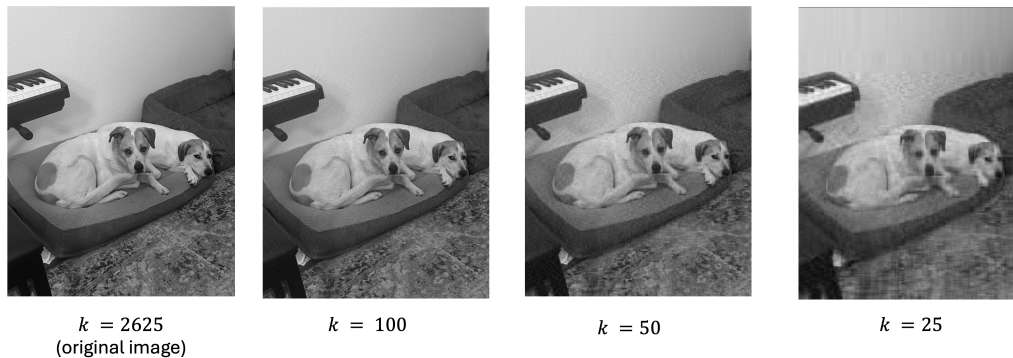 k = 2625
(original image)
k = 100
k = 50
k = 25